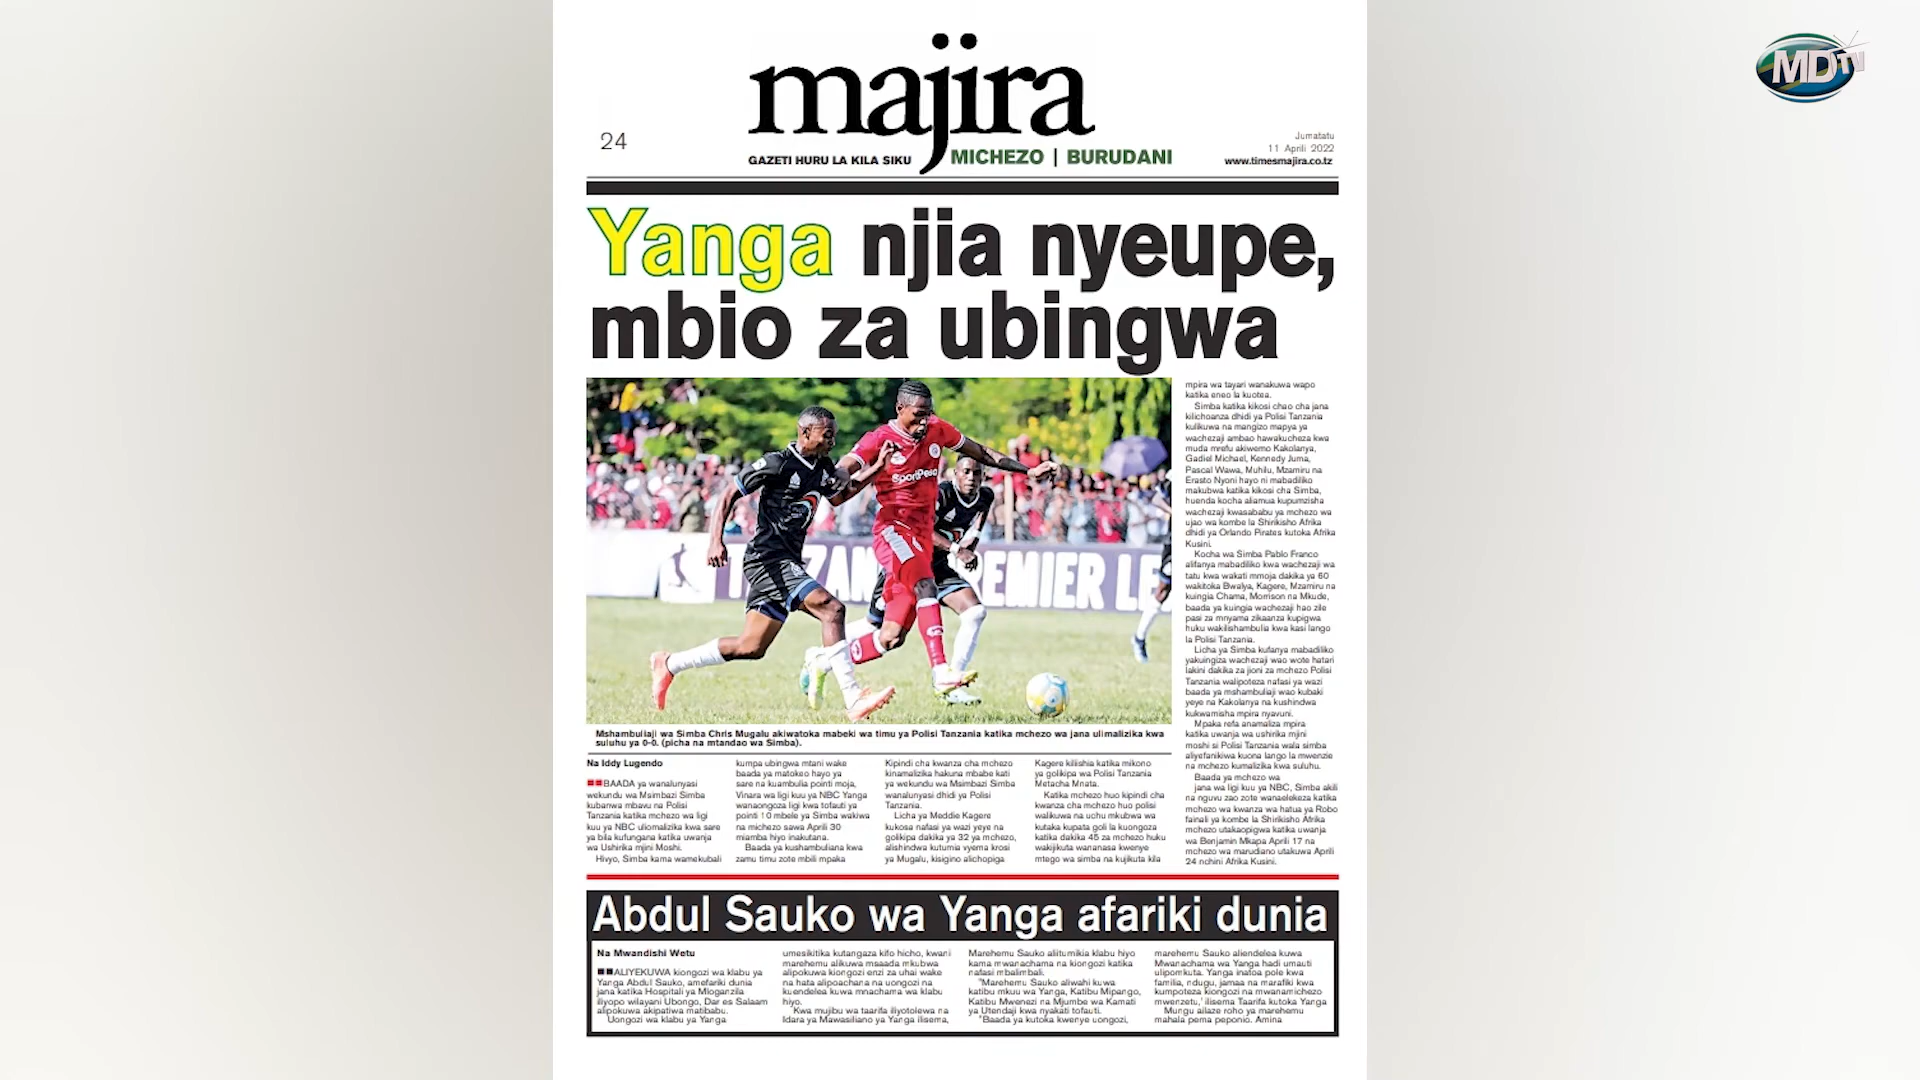 MDTV
majira
24
GAZETI HURU LA KILA SIKU
MICHEZO | BURUDANI
Jumatatu
11 Aprili 2022
www.timesmajira.co.tz
Yanga njia nyeupe,
mbio za ubingwa
SportPesa
TANZAN PREMIER LE
Mshambuliaji wa Simba Chris Mugalu akiwatoka mabeki wa timu ya Polisi Tanzania katika mchezo wa jana ulimalizika kwa
suluhu ya 0-0. (picha na mtandao wa Simba).
Na Iddy Lugendo
BAADA ya wanalunyasi
wekundu wa Msimbazi Simba
kubanwa mbavu na Polisi
Tanzania katika mchezo wa ligi
kuu ya NBC uliomalizika kwa sare
ya bila kufungana katika uwanja
wa Ushirika mjini Moshi.
Hivyo, Simba kama wamekubali
kumpa ubingwa mtani wake
baada ya matokeo hayo ya
sare na kuambulia pointi moja,
Vinara wa ligi kuu ya NBC Yanga
wanaongoza ligi kwa tofauti ya
pointi 10 mbele ya Simba wakiwa
na michezo sawa Aprili 30
miamba hiyo inakutana.
Baada ya kushambuliana kwa
zamu timu zote mbili mpaka
Kipindi cha kwanza cha mchezo
kinamalizika hakuna mbabe kati
ya wekundu wa Msimbazi Simba
wanalunyasi dhidi ya Polisi
Tanzania.
Licha ya Meddie Kagere
kukosa nafasi ya wazi yeye na
golikipa dakika ya 32 ya mchezo,
alishindwa kutumia vyema krosi
ya Mugalu, kisigino alichopiga
Kagere killishia katika mikono
ya golikipa wa Polisi Tanzania
Metacha Mnata.
Katika mchezo huo kipindi cha
kwanza cha mchezo huo polisi
walikuwa na uchu mkubwa wa
kutaka kupata goli la kuongoza
katika dakika 45 za mchezo huku
wakijikuta wananasa kwenye
mtego wa simba na kujikuta kila
mpira wa tayari wanakuwa wapo
katika eneo la kuotea.
Simba katika kikosi chao cha jana
kilichoanza dhidi ya Polisi Tanzania
kulikuwa na mangizo mapya ya
wachezaji ambao hawakucheza kwa
muda mrefu akiwemo Kakolanya,
Gadiel Michael, Kennedy Juma,
Pascal Wawa, Muhilu, Mzamiru na
Erasto Nyoni hayo ni mabadiliko
makubwa katika kikosi cha Simba,
huenda kocha aliamua kupumzisha
wachezaji kwasababu ya mchezo wa
ujao wa kombe la Shirikisho Afrika
dhidi ya Orlando Pirates kutoka Afrika
Kusini.
Kocha wa Simba Pablo Franco
alifanya mabadiliko kwa wachezaji wa
tatu kwa wakati mmoja dakika ya 60
wakitoka Bwalya, Kagere, Mzamiru na
kuingia Chama, Morrison na Mkude,
baada ya kuingia wachezaji hao zile
pasi za mnyama zikaanza kupigwa
huku wakilishambulia kwa kasi lango
la Polisi Tanzania.
Licha ya Simba kufanya mabadiliko
yakuingiza wachezaji wao wote hatari
lakini dakika za jioni za mchezo Polisi
Tanzania walipoteza nafasi ya wazi
baada ya mshambuliaji wao kubaki
yeye na Kakolanya na kushindwa
kukwamisha mpira nyavuni.
Mpaka refa anamaliza mpira
katika uwanja wa ushirika mjini
moshi si Polisi Tanzania wala simba
aliyefanikiwa kuona lango la mwenzie
na mchezo kumalizika kwa suluhu.
Baada ya mchezo wa
jana wa ligi kuu ya NBC, Simba akili
na nguvu zao zote wanaelekeza katika
mchezo wa kwanza wa hatua ya Robo
fainali ya kombe la Shirikisho Afrika
mchezo utakaopigwa katika uwanja
wa Benjamin Mkapa April 17 na
mchezo wa marudiano utakuwa Aprili
24 nchini Afrika Kusini.
Abdul Sauko wa Yanga afariki dunia
Na Mwandishi Wetu
ALIYEKUWA kiongozi wa klabu ya
Yanga Abdul Sauko, amefariki dunia
jana katika Hospitali ya Mloganzila
iliyopo wilayani Ubongo, Dar es Salaam
alipokuwa akipatiwa matibabu.
Uongozi wa klabu ya Yanga
umesikitika kutangaza kifo hicho, kwani
marehemu alikuwa msaada mkubwa
alipokuwa kiongozi enzi za uhai wake
na hata alipoachana na uongozi na
kuendelea kuwa mnachama wa klabu
hiyo.
"Kwa mujibu wa taarifa iliyotolewa na
Idara ya Mawasiliano ya Yanga ilisema,
Marehemu Sauko aliitumikia klabu hiyo
kama mwanachama na kiongozi katika
nafasi mbalimbali.
"Marehemu Sauko aliwahi kuwa
katibu mkuu wa Yanga, Katibu Mipango,
Katibu Mwenezi na Mjumbe wa Kamati
ya Utendaji kwa nyakati tofauti.
"Baada ya kutoka kwenye uongozi,
marehemu Sauko aliendelea kuwa
Mwanachama wa Yanga hadi umauti
ulipomkuta. Yanga inatoa pole kwa
familia, ndugu, jamaa na marafiki kwa
kumpoteza kiongozi na mwanamichezo
mwenzetu,' ilisema Taarifa kutoka Yanga
Mungu ailaze roho ya marehemu
mahala pema peponio. Amina